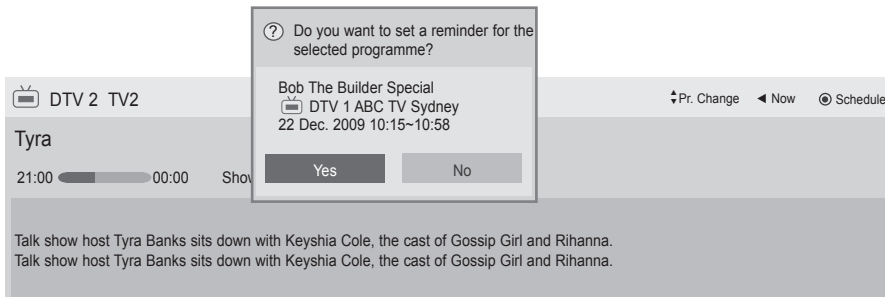 ? Do you want to set a reminder for the
selected programme?
Bob The Builder Special
DTV 1 ABC TV Sydney
22 Dec. 2009 10:15~10:58
Yes No
DTV 2 TV2
Pr. Change Now Schedule
Tyra
21:00 00:00
Talk show host Tyra Banks sits down with Keyshia Cole, the cast of Gossip Girl and Rihanna.
Talk show host Tyra Banks sits down with Keyshia Cole, the cast of Gossip Girl and Rihanna.